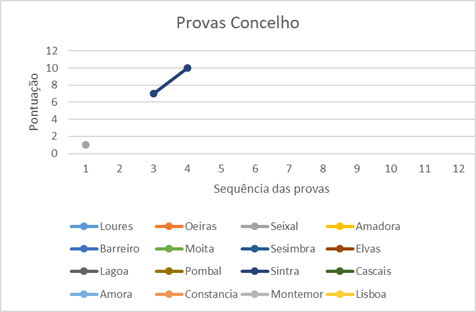 Provas Concelho
12
10
8
6
4
2
0
Pontuação
1 2 3 4 5 6 7 8 9 10 11 12
Sequência das provas
Loures Oeiras Seixal Amadora
Barreiro Moita Sesimbra Elvas
Lagoa Pombal Sintra Cascais
Amora Constancia Montemor Lisboa